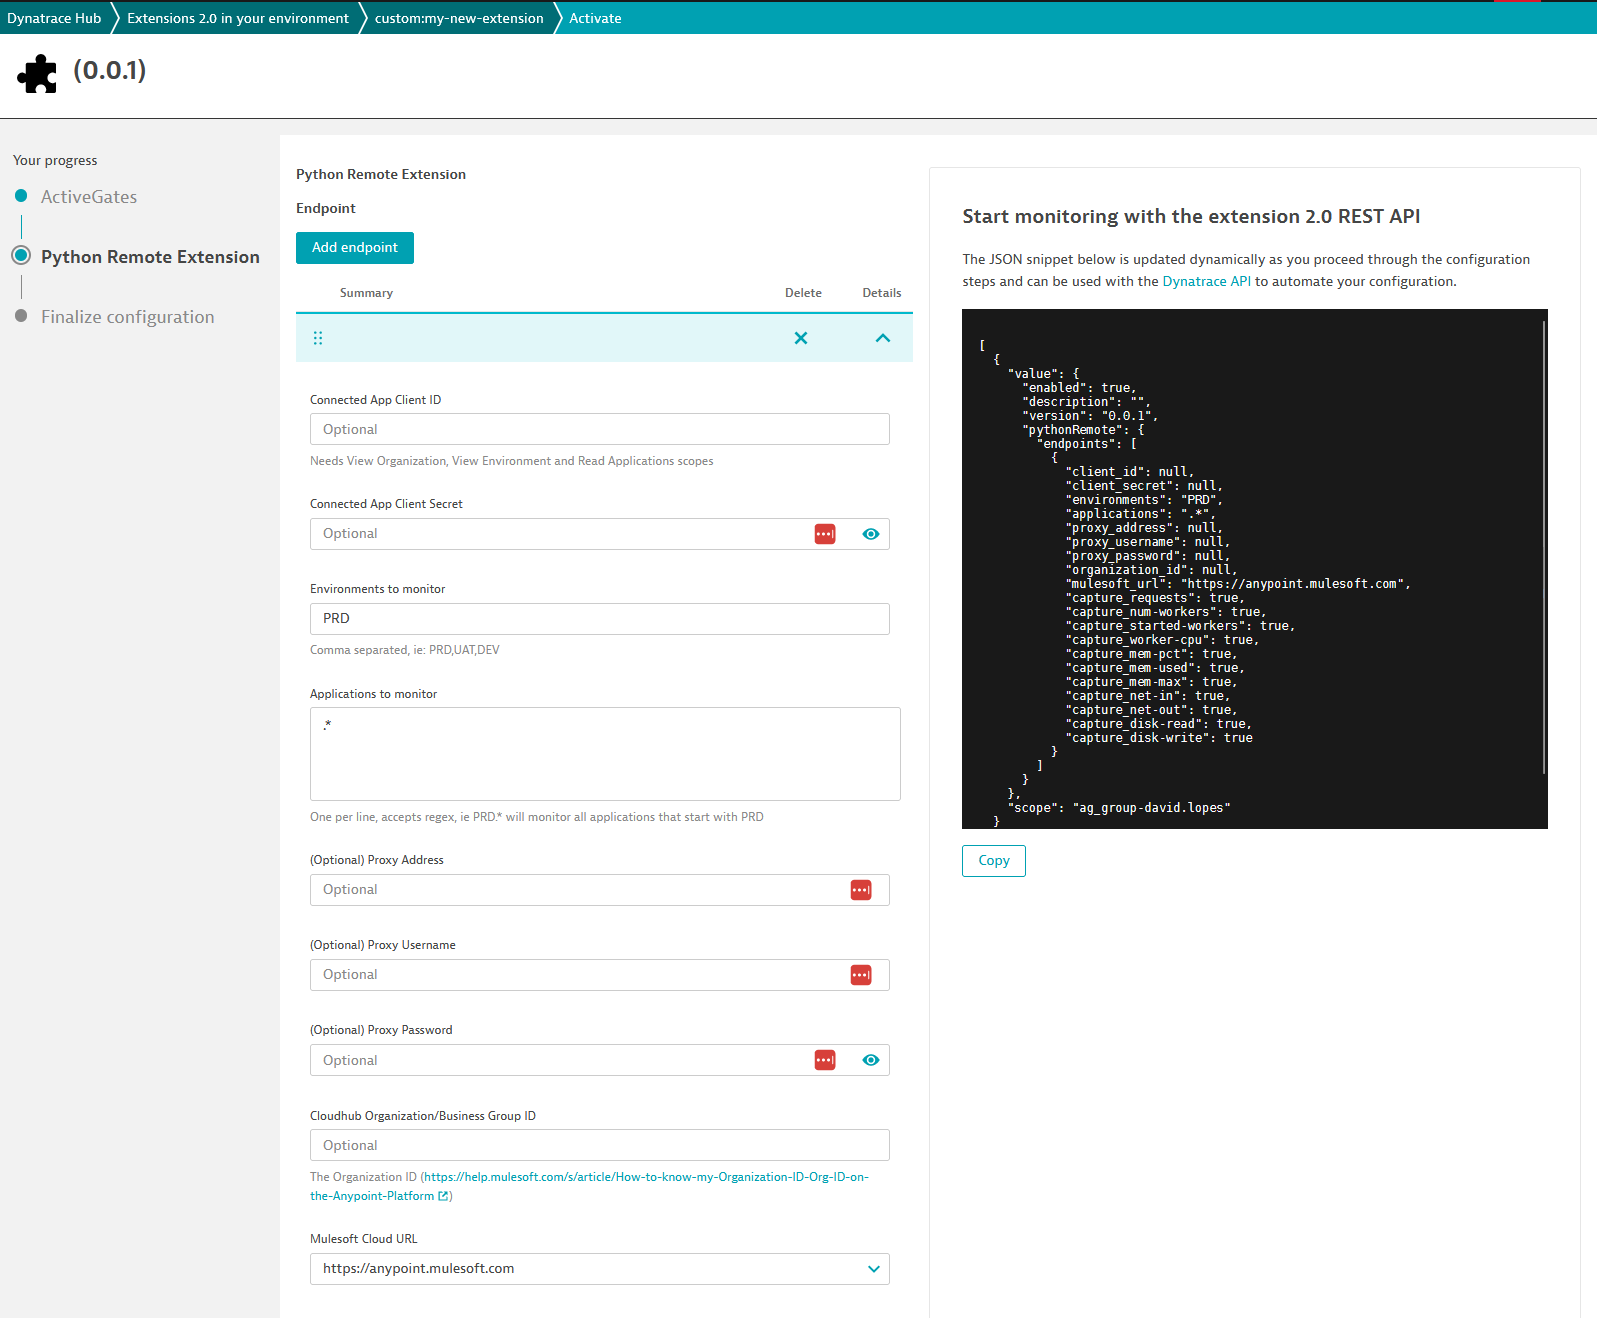 Dynatrace Hub
Extensions 2.0 in your environment
custom:my-new-extension
Activate
(0.0.1)
Your progress
ActiveGates
Python Remote Extension
Finalize configuration
Python Remote Extension
Endpoint
Add endpoint
Summary
Delete
Details
Connected App Client ID
Optional
Needs View Organization, View Environment and Read Applications scopes
Connected App Client Secret
Optional
Environments to monitor
PRD
Comma separated, ie: PRD,UAT,DEV
Applications to monitor
.*
One per line, accepts regex, ie PRD.* will monitor all applications that start with PRD
(Optional) Proxy Address
Optional
(Optional) Proxy Username
Optional
(Optional) Proxy Password
Optional
Cloudhub Organization/Business Group ID
Optional
The Organization ID (https://help.mulesoft.com/s/article/How-to-know-my-Organization-ID-Org-ID-on-
the-Anypoint-Platform)
Mulesoft Cloud URL
https://anypoint.mulesoft.com
Start monitoring with the extension 2.0 REST API
The JSON snippet below is updated dynamically as you proceed through the configuration
steps and can be used with the Dynatrace API to automate your configuration.
[
{
"value": {
"enabled": true,
"description": "",
"version": "0.0.1",
"pythonRemote": {
"endpoints": [
{
"client_id": null,
"client_secret": null,
"environments": "PRD",
"applications": ".*",
"proxy_address": null,
"proxy_username": null,
"proxy_password": null,
"organization_id": null,
"mulesoft_url": "https://anypoint.mulesoft.com",
"capture_requests": true,
"capture_num-workers": true,
"capture_started-workers": true,
"capture_worker-cpu": true,
"capture_mem-pct": true,
"capture_mem-used": true,
"capture_mem-max": true,
"capture_net-in": true,
"capture_net-out": true,
"capture_disk-read": true,
"capture_disk-write": true
}
]
}
},
"scope": "ag_group-david.lopes"
}
Copy